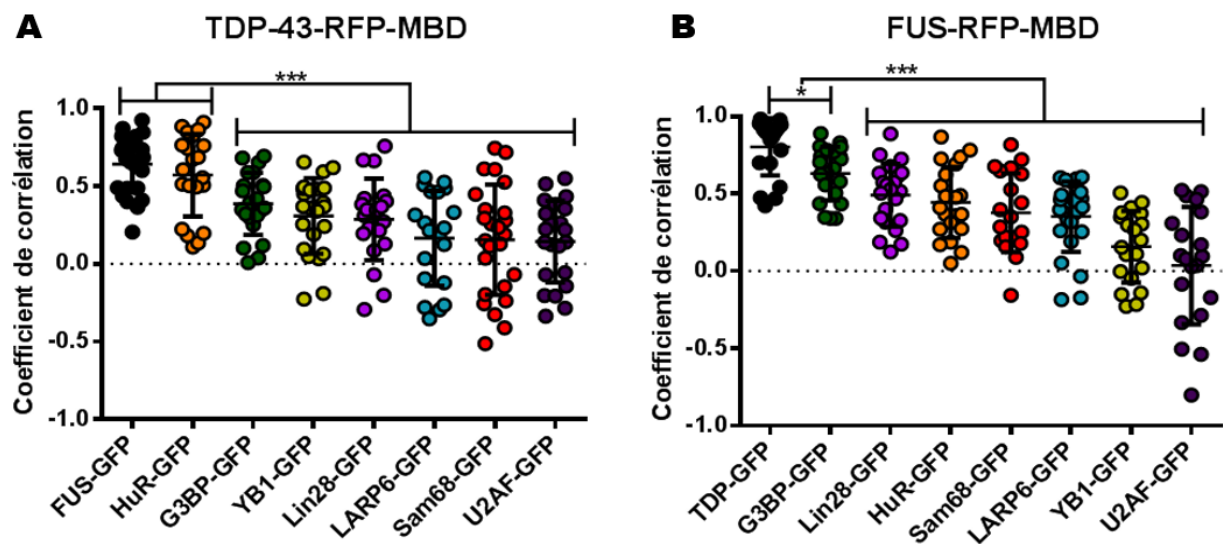 A
TDP-43-RFP-MBD
***
Coefficient de corrélation
1.0
0.5
0.0
0.5
-1.0
FUS-GFP
HuR-GFP
G3BP-GFP
YB1-GFP
Lin28-GFP
LARP6-GFP
Sam68-GFP
U2AF-GFP
B
FUS-RFP-MBD
***
*
Coefficient de corrélation
1.0
0.5
0.0
0.5
-1.0
TDP-GFP
G3BP-GFP
Lin28-GFP
HuR-GFP
Sam68-GFP
LARP6-GFP
YB1-GFP
U2AF-GFP